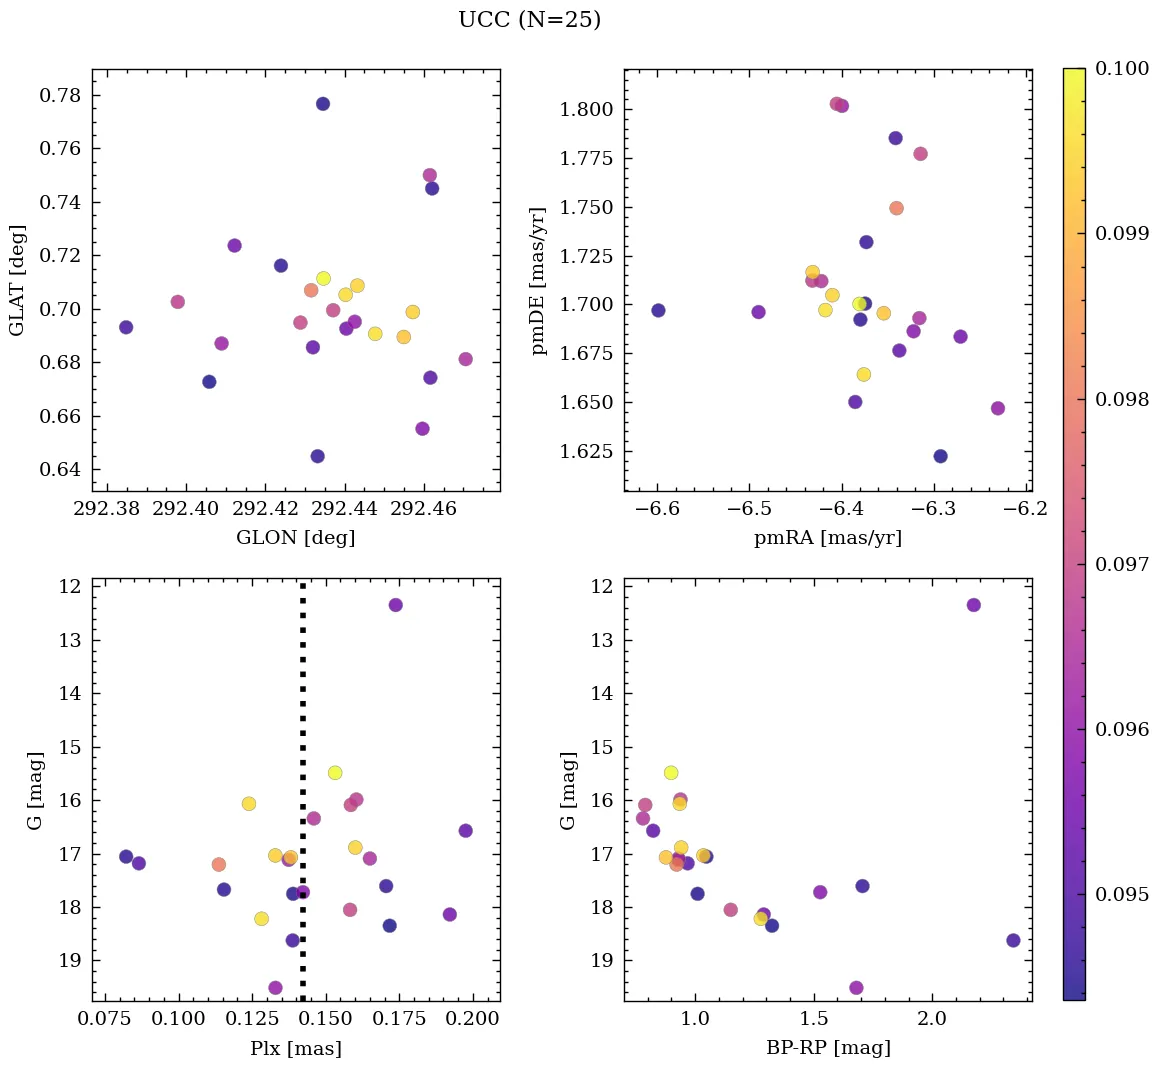 UCC (N=25)
0.78
0.76
0.74
0.72
0.70
0.68
0.66
0.64
GLAT [deg]
292.38 292.40 292.42 292.44 292.46
GLON [deg]
1.800
1.775
1.750
1.725
1.700
1.675
1.650
1.625
pmDE [mas/yr]
−6.6 −6.5 −6.4 −6.3 −6.2
pmRA [mas/yr]
12
13
14
15
16
17
18
19
G [mag]
0.075 0.100 0.125 0.150 0.175 0.200
Plx [mas]
12
13
14
15
16
17
18
19
G [mag]
1.0 1.5 2.0
BP-RP [mag]
0.100
0.099
0.098
0.097
0.096
0.095